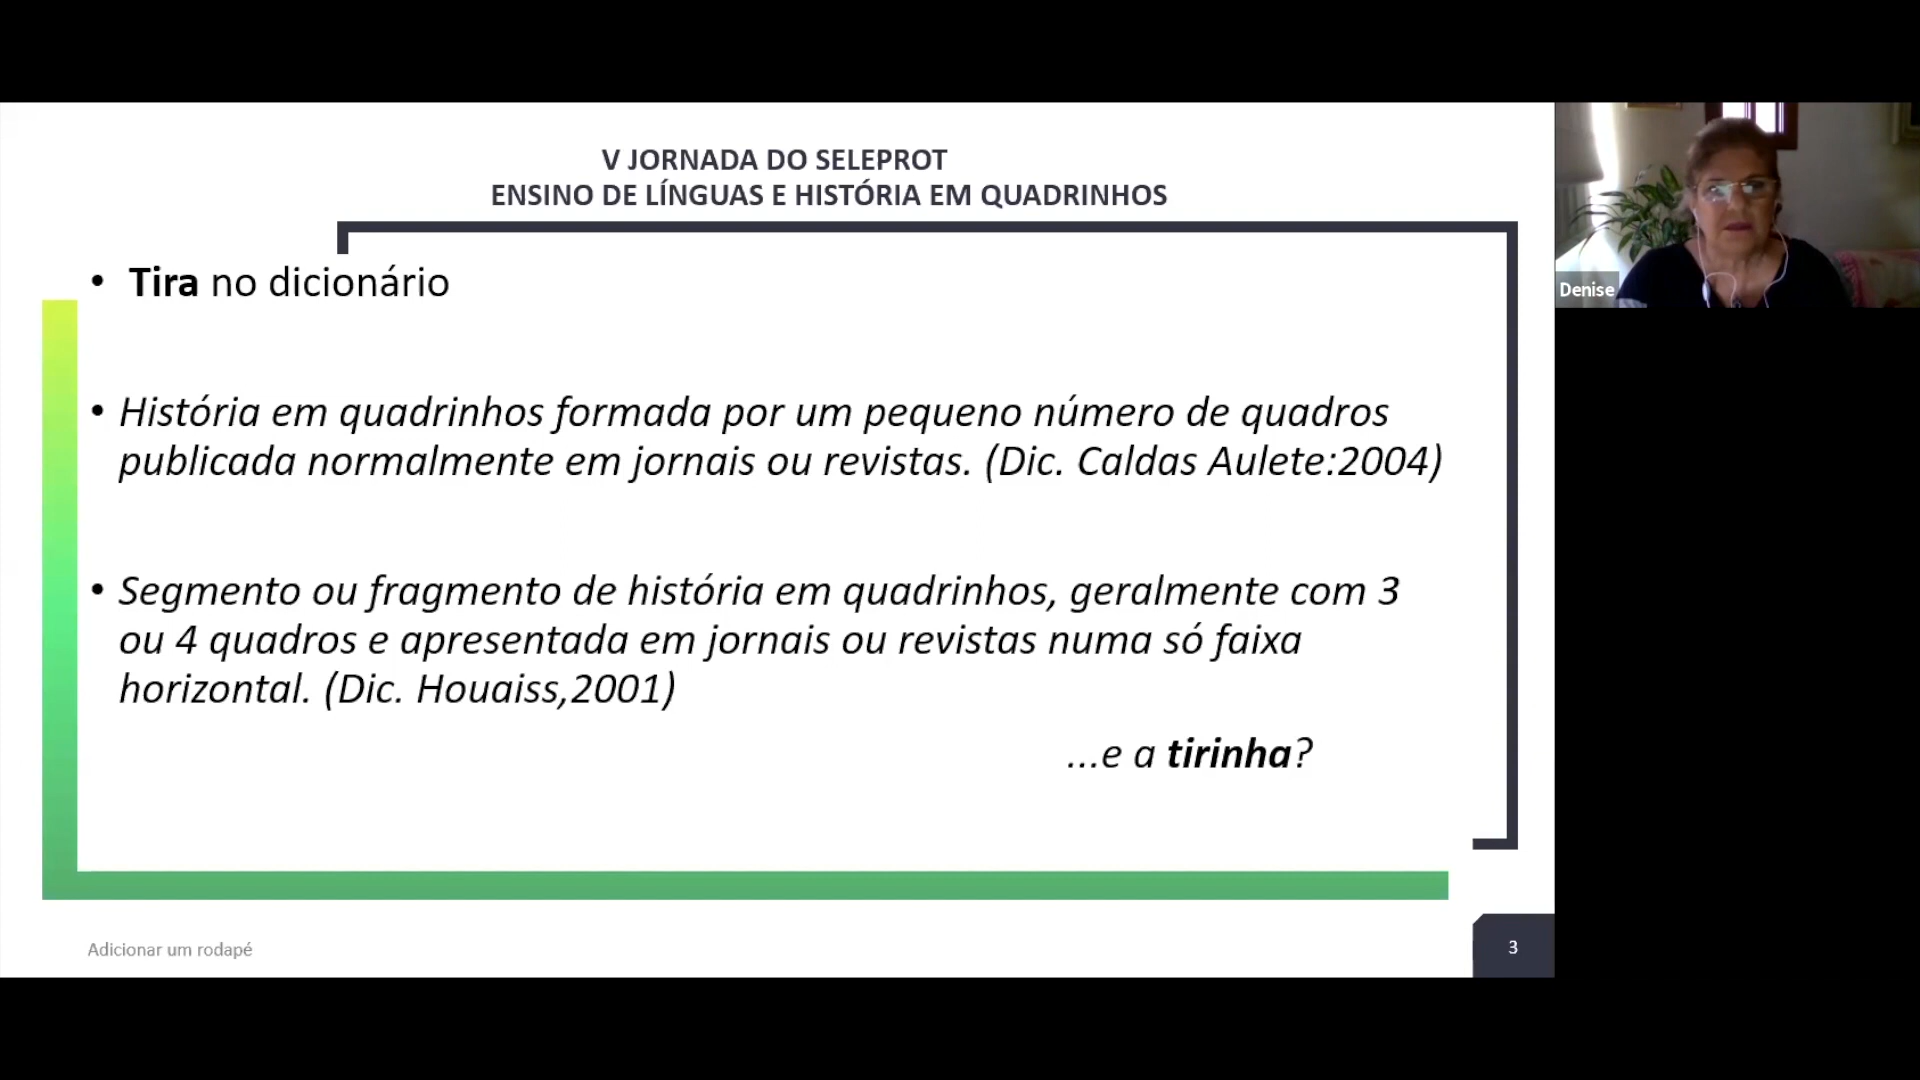 V JORNADA DO SELEPROT
ENSINO DE LÍNGUAS E HISTÓRIA EM QUADRINHOS
• Tira no dicionário
• História em quadrinhos formada por um pequeno número de quadros
publicada normalmente em jornais ou revistas. (Dic. Caldas Aulete:2004)
• Segmento ou fragmento de história em quadrinhos, geralmente com 3
ou 4 quadros e apresentada em jornais ou revistas numa só faixa
horizontal. (Dic. Houaiss,2001)
...e a tirinha?
Adicionar um rodapé
3
Denise